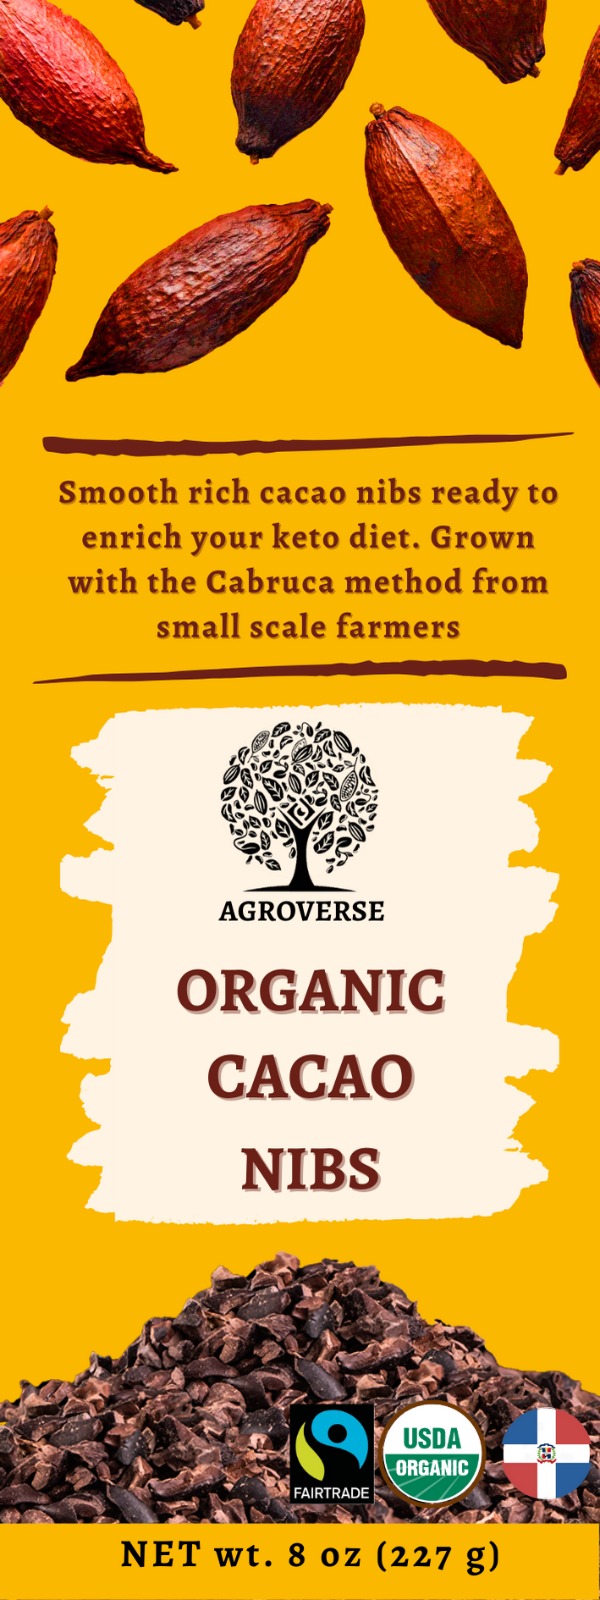 Smooth rich cacao nibs ready to
enrich your keto diet. Grown
with the Cabruca method from
small scale farmers
AGROVERSE
ORGANIC
CACAO
NIBS
FAIRTRADE
USDA
ORGANIC
NET wt. 8 oz (227 g)